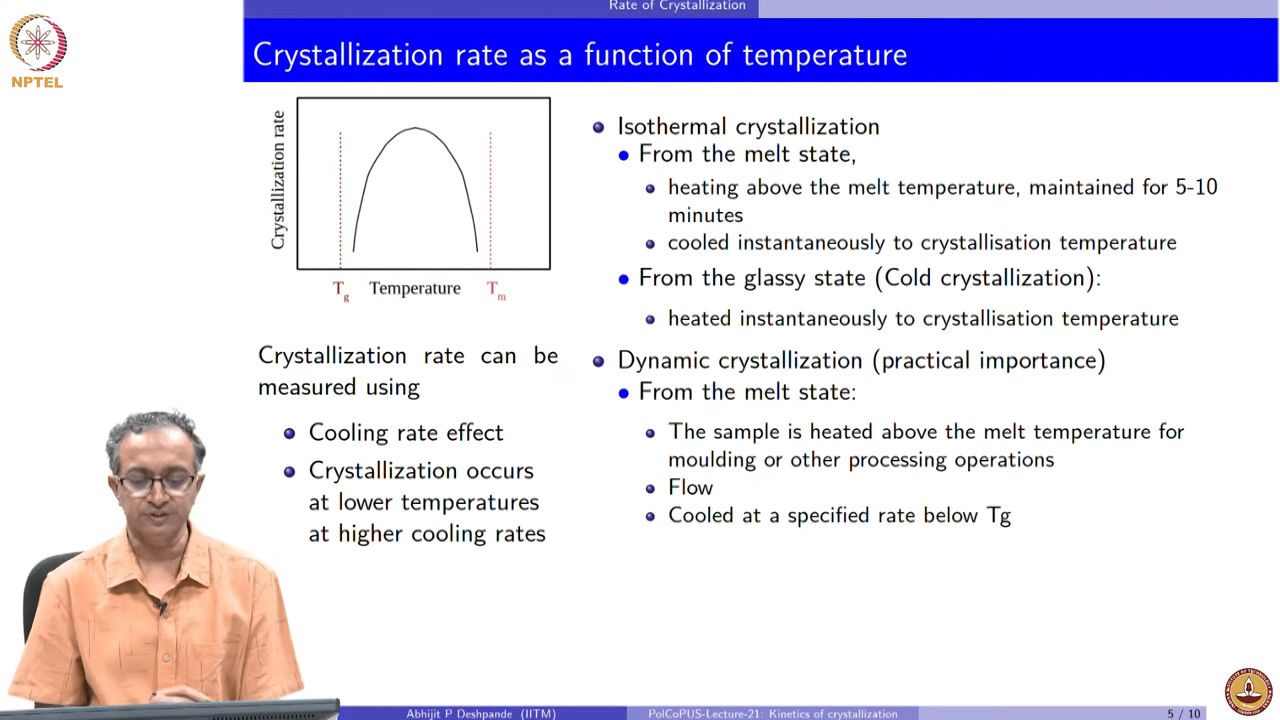 Rate of Crystallization
NPTEL
Crystallization rate as a function of temperature
Crystallization rate
Tg Temperature Tm
Crystallization rate can be
measured using
Cooling rate effect
Crystallization occurs
at lower temperatures
at higher cooling rates
Isothermal crystallization
From the melt state,
heating above the melt temperature, maintained for 5-10
minutes
cooled instantaneously to crystallisation temperature
From the glassy state (Cold crystallization):
heated instantaneously to crystallisation temperature
Dynamic crystallization (practical importance)
From the melt state:
The sample is heated above the melt temperature for
moulding or other processing operations
Flow
Cooled at a specified rate below Tg
Abhijit P Deshpande (IITM)
PolCoPUS-Lecture-21: Kinetics of crystallization
5 / 10